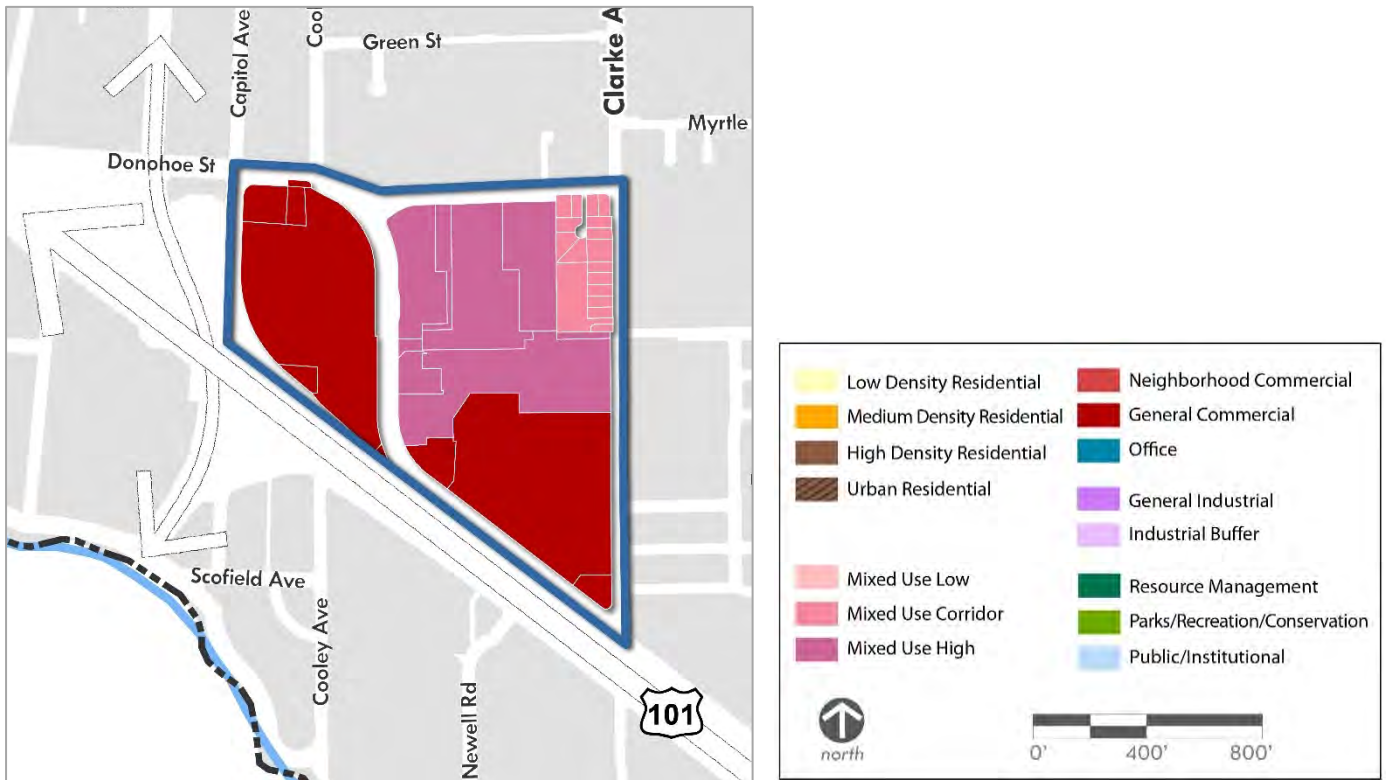 Capitol Ave
Cool
Green St
Clarke A
Myrtle
Donohoe St
Scofield Ave
Cooley Ave
Newell Rd
101
Low Density Residential
Medium Density Residential
High Density Residential
Urban Residential
Mixed Use Low
Mixed Use Corridor
Mixed Use High
Neighborhood Commercial
General Commercial
Office
General Industrial
Industrial Buffer
Resource Management
Parks/Recreation/Conservation
Public/Institutional
north
0' 400' 800'